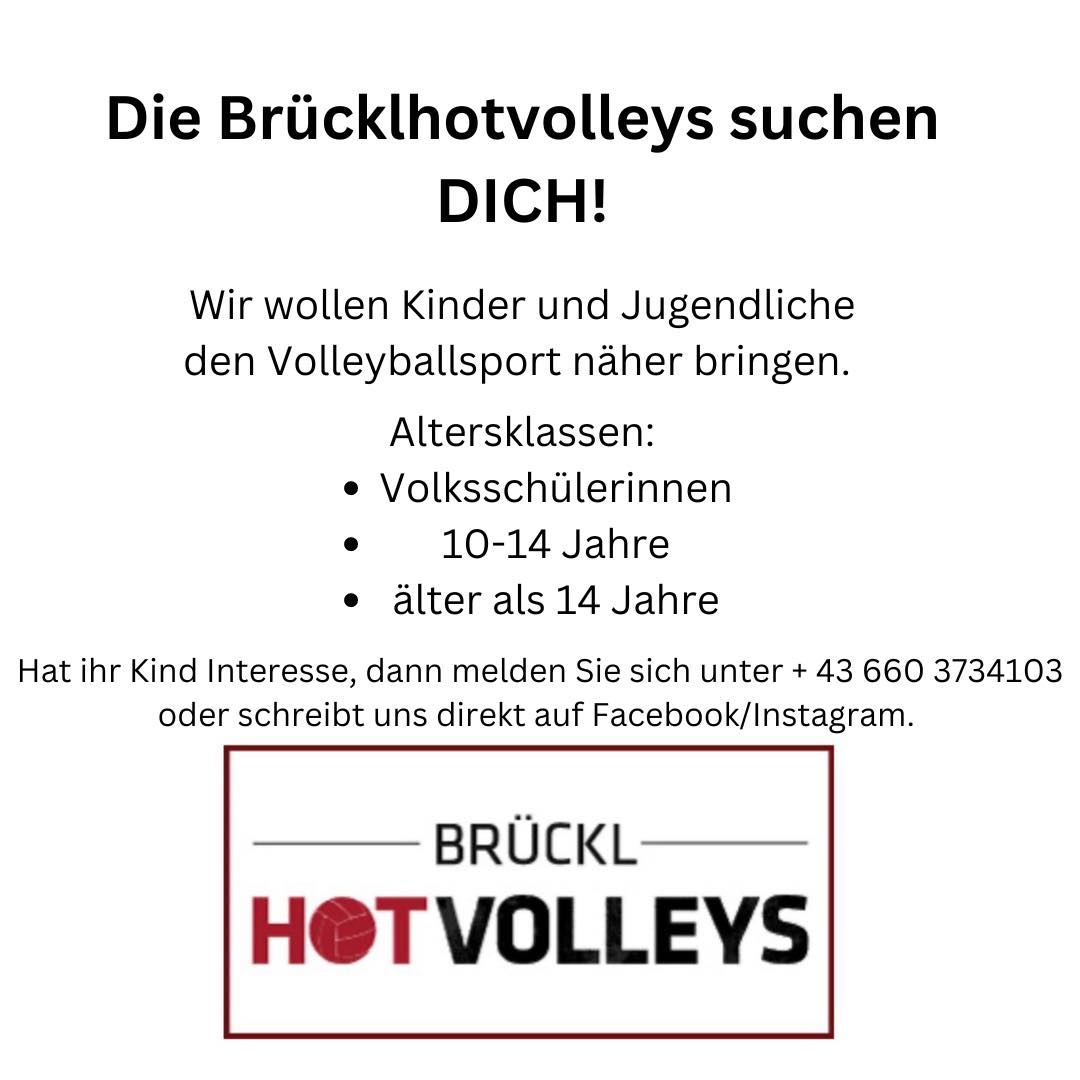 Die Brücklhotvolleys suchen
DICH!
Wir wollen Kinder und Jugendliche
den Volleyballsport näher bringen.
Altersklassen:
• Volksschülerinnen
• 10-14 Jahre
• älter als 14 Jahre
Hat ihr Kind Interesse, dann melden Sie sich unter + 43 660 3734103
oder schreibt uns direkt auf Facebook/Instagram.
BRÜCKL
HOTVOLLEYS